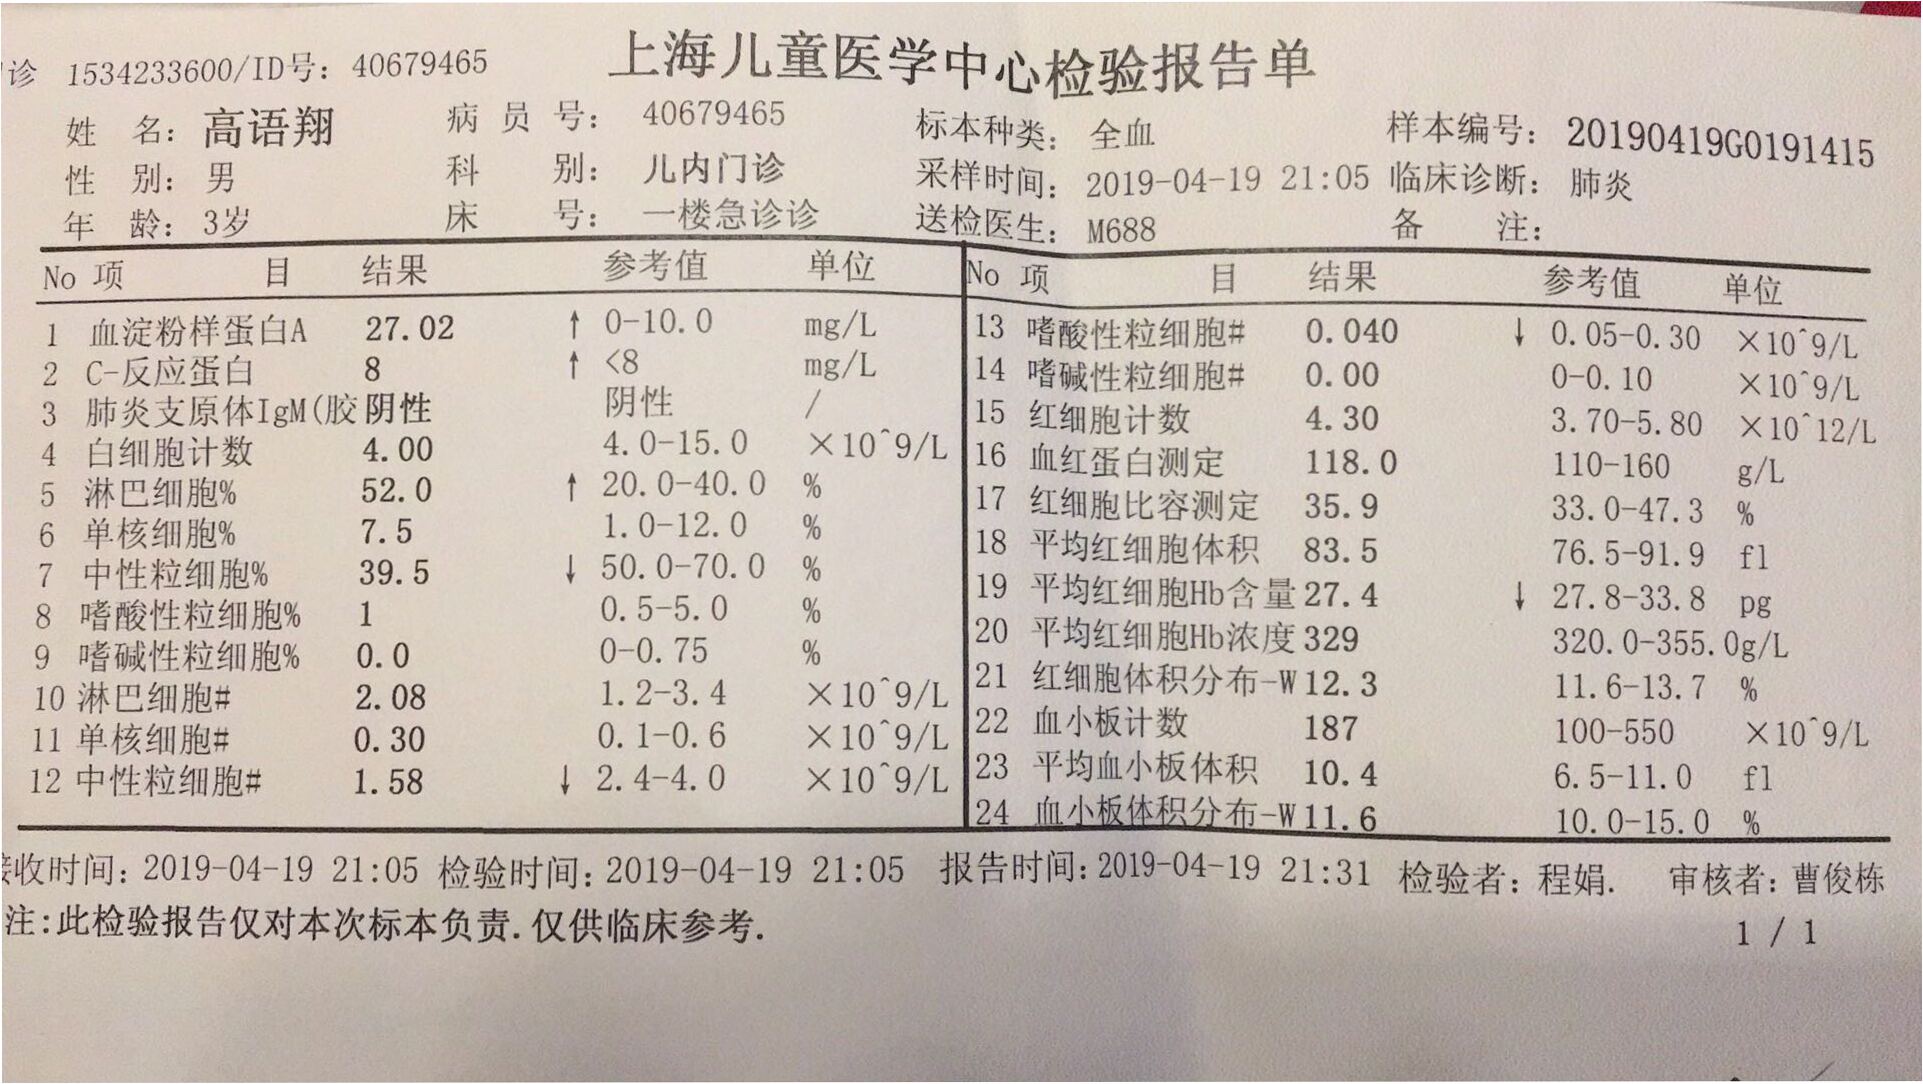 诊 1534233600/ID号: 40679465 上海儿童医学中心检验报告单
姓 名: 高语翔 病 员 号: 40679465 标本种类: 全血 样本编号: 20190419G0191415
性 别: 男 科 别: 儿内门诊 采样时间: 2019-04-19 21:05 临床诊断: 肺炎
年 龄: 3岁 床 号: 一楼急诊诊 送检医生: M688 备 注:
No 项 目 结果 参考值 单位
1 血淀粉样蛋白A 27.02 ↑ 0-10.0 mg/L
2 C-反应蛋白 8 ↑ <8 mg/L
3 肺炎支原体IgM(胶 阴性 阴性 /
4 白细胞计数 4.00 4.0-15.0 ×10^9/L
5 淋巴细胞% 52.0 ↑ 20.0-40.0 %
6 单核细胞% 7.5 1.0-12.0 %
7 中性粒细胞% 39.5 ↓ 50.0-70.0 %
8 嗜酸性粒细胞% 1 0.5-5.0 %
9 嗜碱性粒细胞% 0.0 0-0.75 %
10 淋巴细胞# 2.08 1.2-3.4 ×10^9/L
11 单核细胞# 0.30 0.1-0.6 ×10^9/L
12 中性粒细胞# 1.58 ↓ 2.4-4.0 ×10^9/L
No 项 目 结果 参考值 单位
13 嗜酸性粒细胞# 0.040 ↓ 0.05-0.30 ×10^9/L
14 嗜碱性粒细胞# 0.00 0-0.10 ×10^9/L
15 红细胞计数 4.30 3.70-5.80 ×10^12/L
16 血红蛋白测定 118.0 110-160 g/L
17 红细胞比容测定 35.9 33.0-47.3 %
18 平均红细胞体积 83.5 76.5-91.9 fl
19 平均红细胞Hb含量 27.4 ↓ 27.8-33.8 pg
20 平均红细胞Hb浓度 329 320.0-355.0 g/L
21 红细胞体积分布-W 12.3 11.6-13.7 %
22 血小板计数 187 100-550 ×10^9/L
23 平均血小板体积 10.4 6.5-11.0 fl
24 血小板体积分布-W 11.6 10.0-15.0 %
接收时间: 2019-04-19 21:05 检验时间: 2019-04-19 21:05 报告时间: 2019-04-19 21:31 检验者: 程娟. 审核者: 曹俊栋
注:此检验报告仅对本次标本负责.仅供临床参考.
1 / 1